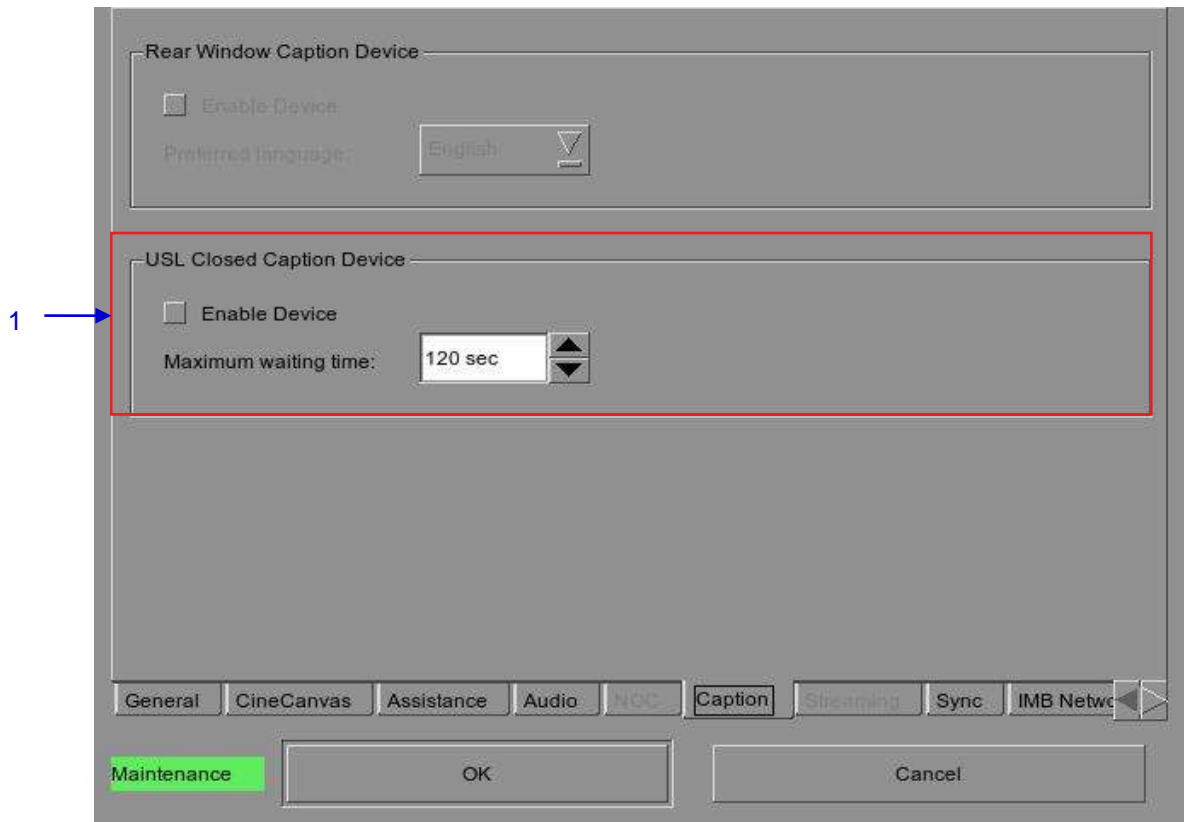 Rear Window Caption Device
Enable Device
Preferred language: English
USL Closed Caption Device
1
Enable Device
Maximum waiting time: 120 sec
General CineCanvas Assistance Audio NOC Caption Streaming Sync IMB Netwo
Maintenance OK Cancel